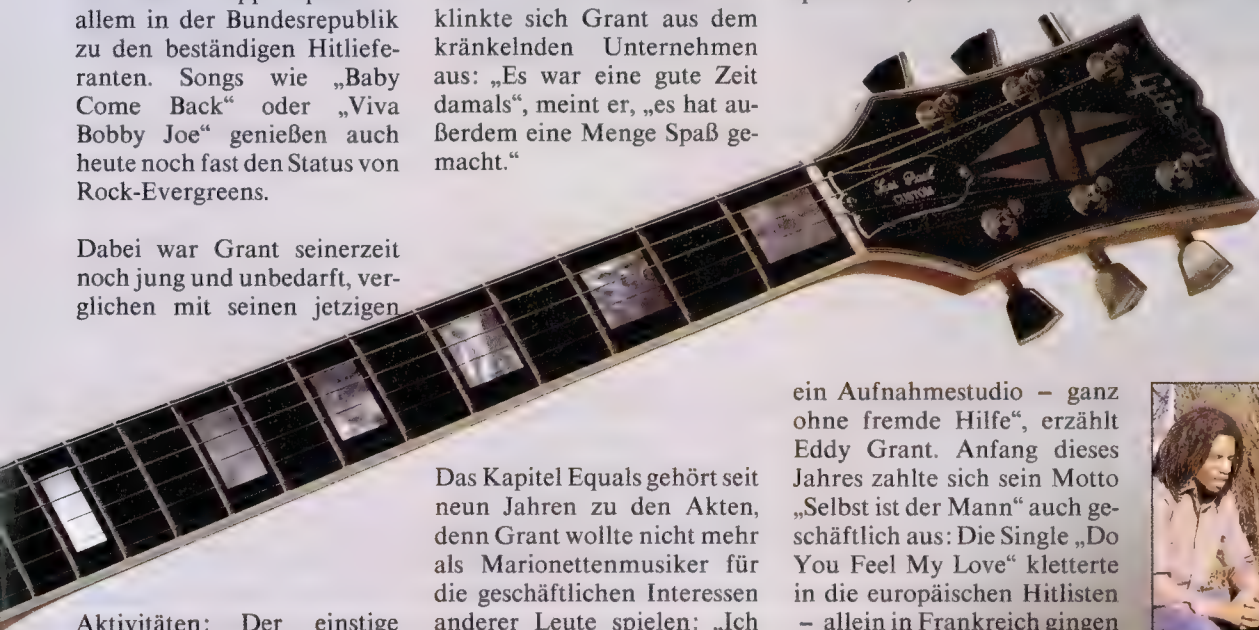 allem in der Bundesrepublik
zu den beständigen Hitliefe-
ranten. Songs wie „Baby
Come Back“ oder „Viva
Bobby Joe“ genießen auch
heute noch fast den Status von
Rock-Evergreens.
Dabei war Grant seinerzeit
noch jung und unbedarft, ver-
glichen mit seinen jetzigen
Aktivitäten: Der einstige
klinkte sich Grant aus dem
kränkelnden Unternehmen
aus: „Es war eine gute Zeit
damals“, meint er, „es hat au-
ßerdem eine Menge Spaß ge-
macht.“
Das Kapitel Equals gehört seit
neun Jahren zu den Akten,
denn Grant wollte nicht mehr
als Marionettenmusiker für
die geschäftlichen Interessen
anderer Leute spielen: „Ich
ein Aufnahmestudio – ganz
ohne fremde Hilfe“, erzählt
Eddy Grant. Anfang dieses
Jahres zahlte sich sein Motto
„Selbst ist der Mann“ auch ge-
schäftlich aus: Die Single „Do
You Feel My Love“ kletterte
in die europäischen Hitlisten
– allein in Frankreich gingen
Les Paul
CUSTOM